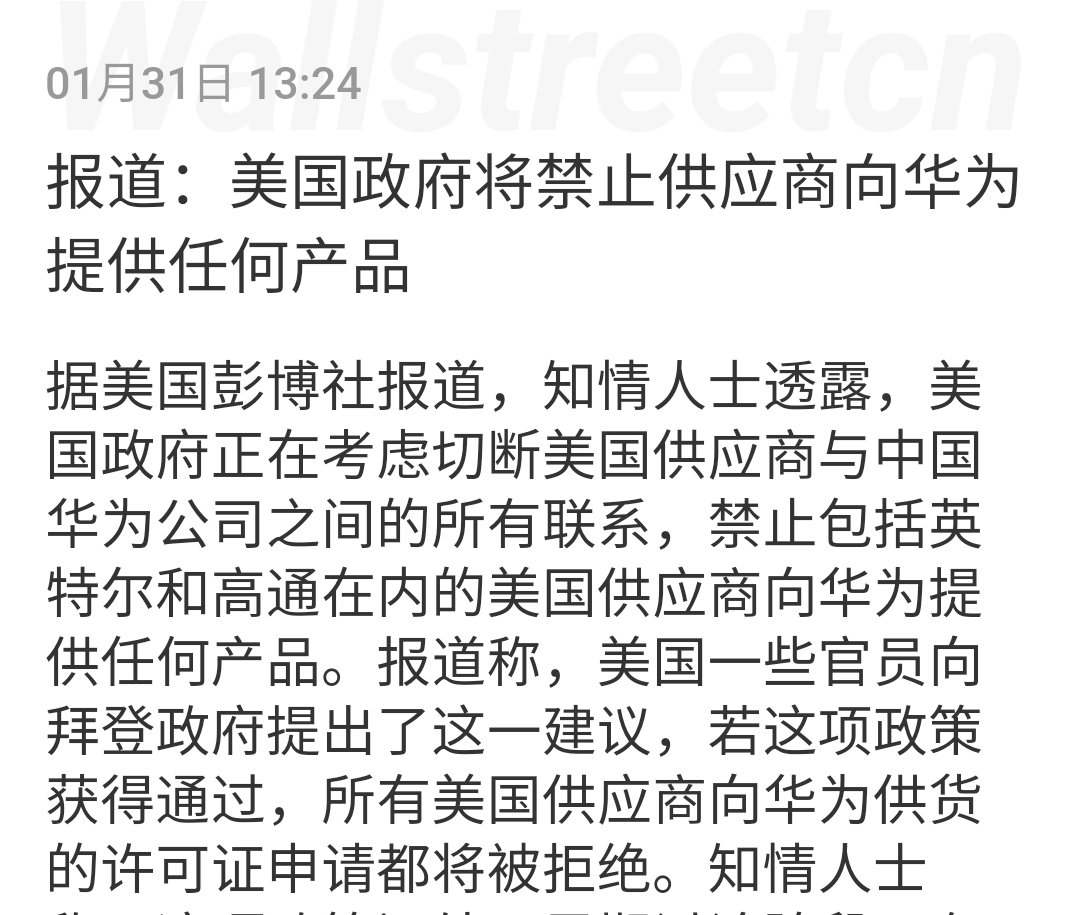 Wallstreetcn
01月31日 13:24
报道：美国政府将禁止供应商向华为
提供任何产品
据美国彭博社报道，知情人士透露，美
国政府正在考虑切断美国供应商与中国
华为公司之间的所有联系，禁止包括英
特尔和高通在内的美国供应商向华为提
供任何产品。报道称，美国一些官员向
拜登政府提出了这一建议，若这项政策
获得通过，所有美国供应商向华为供货
的许可证申请都将被拒绝。知情人士